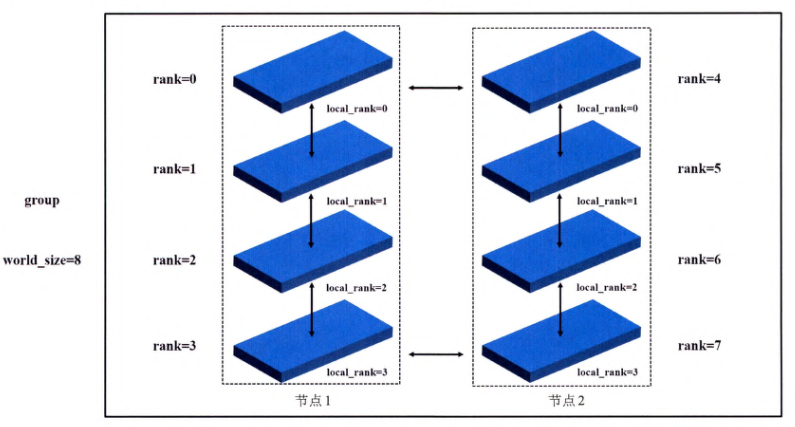 rank=0
local_rank=0
local_rank=0
rank=4
rank=1
local_rank=1
local_rank=1
rank=5
group
world_size=8
rank=2
local_rank=2
local_rank=2
rank=6
rank=3
local_rank=3
local_rank=3
rank=7
节点1
节点2